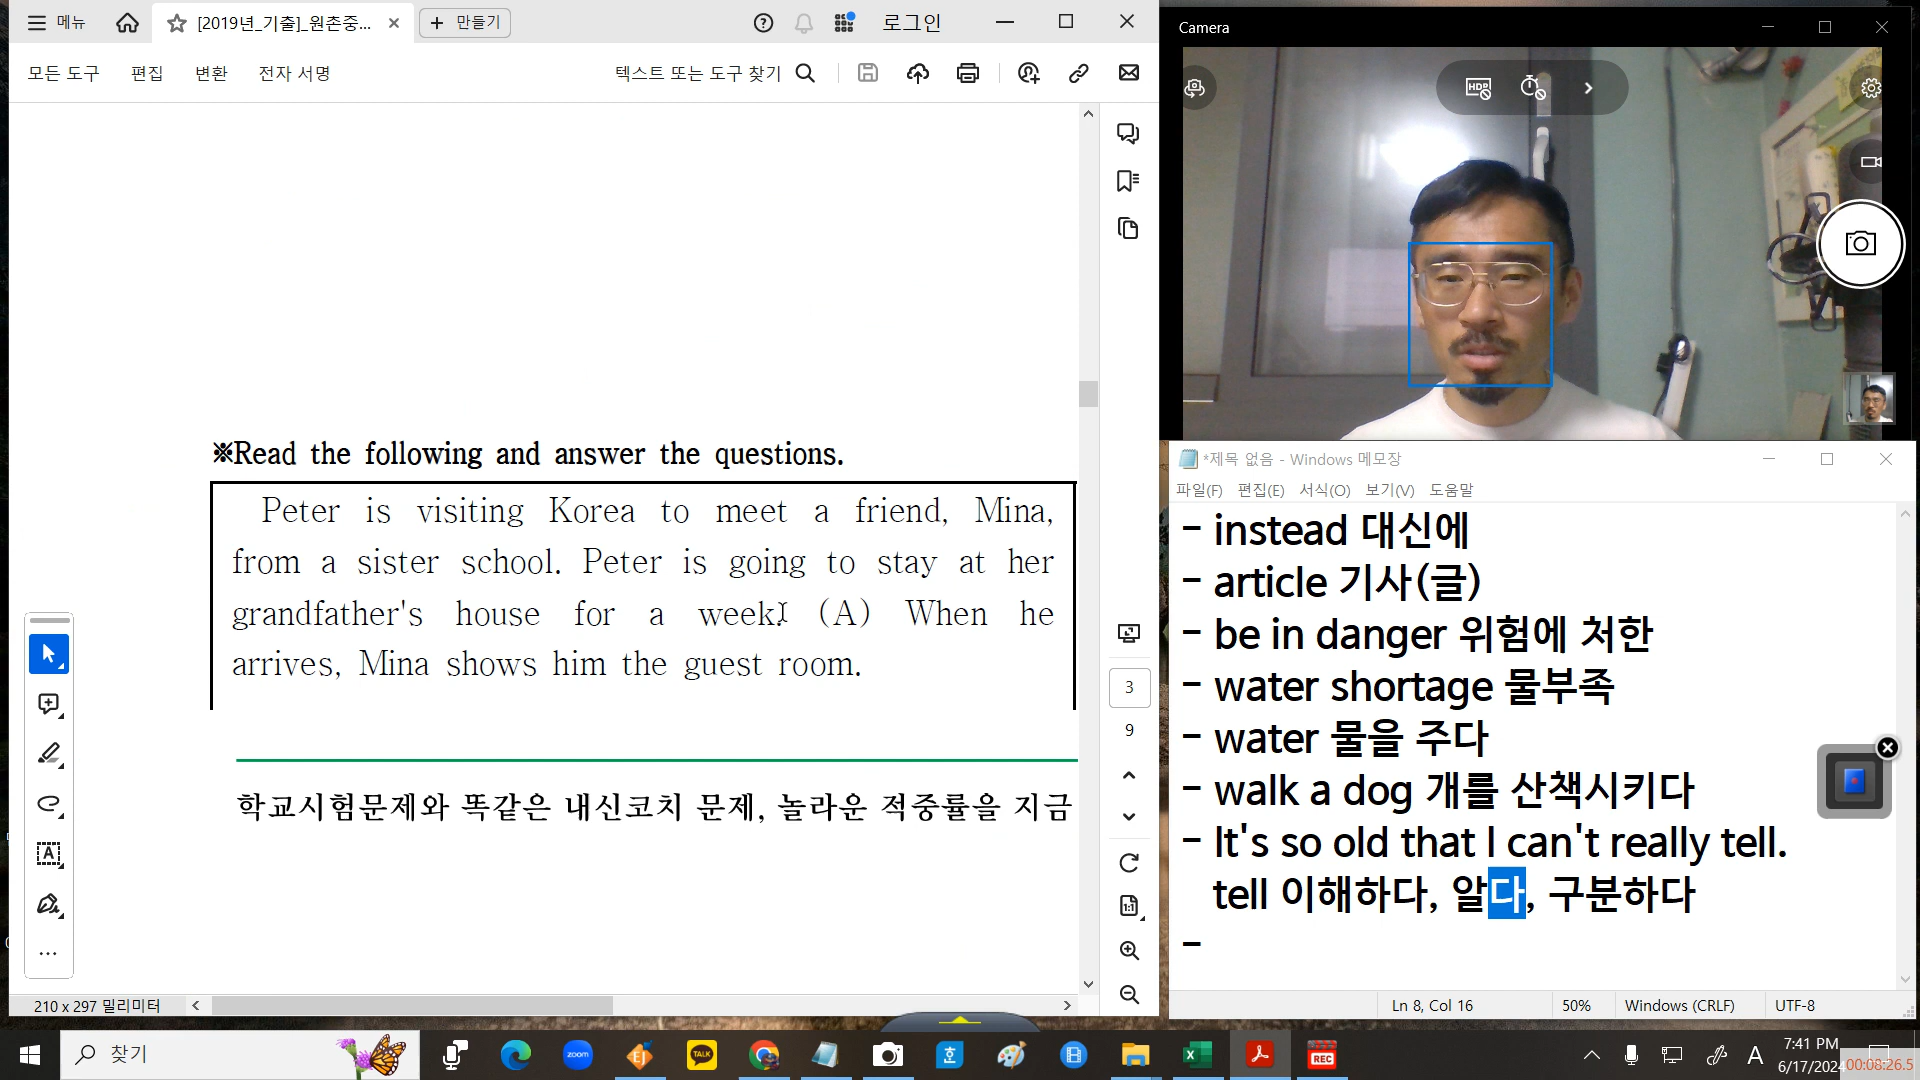 메뉴
[2019년_기출]_원촌중...
만들기
로그인
모든 도구 편집 변환 전자 서명
텍스트 또는 도구 찾기
※Read the following and answer the questions.
Peter is visiting Korea to meet a friend, Mina,
from a sister school. Peter is going to stay at her
grandfather's house for a week. (A) When he
arrives, Mina shows him the guest room.
학교시험문제와 똑같은 내신코치 문제, 놀라운 적중률을 지금
3
9
1:1
210 x 297 밀리미터
Camera
HDR
*제목 없음 - Windows 메모장
파일(F) 편집(E) 서식(O) 보기(V) 도움말
- instead 대신에
- article 기사(글)
- be in danger 위험에 처한
- water shortage 물부족
- water 물을 주다
- walk a dog 개를 산책시키다
- It's so old that I can't really tell.
tell 이해하다, 알다, 구분하다
-
Ln 8, Col 16 50% Windows (CRLF) UTF-8
찾기
zoom
TALK
REC
A
7:41 PM
6/17/2024
00:08:26.5